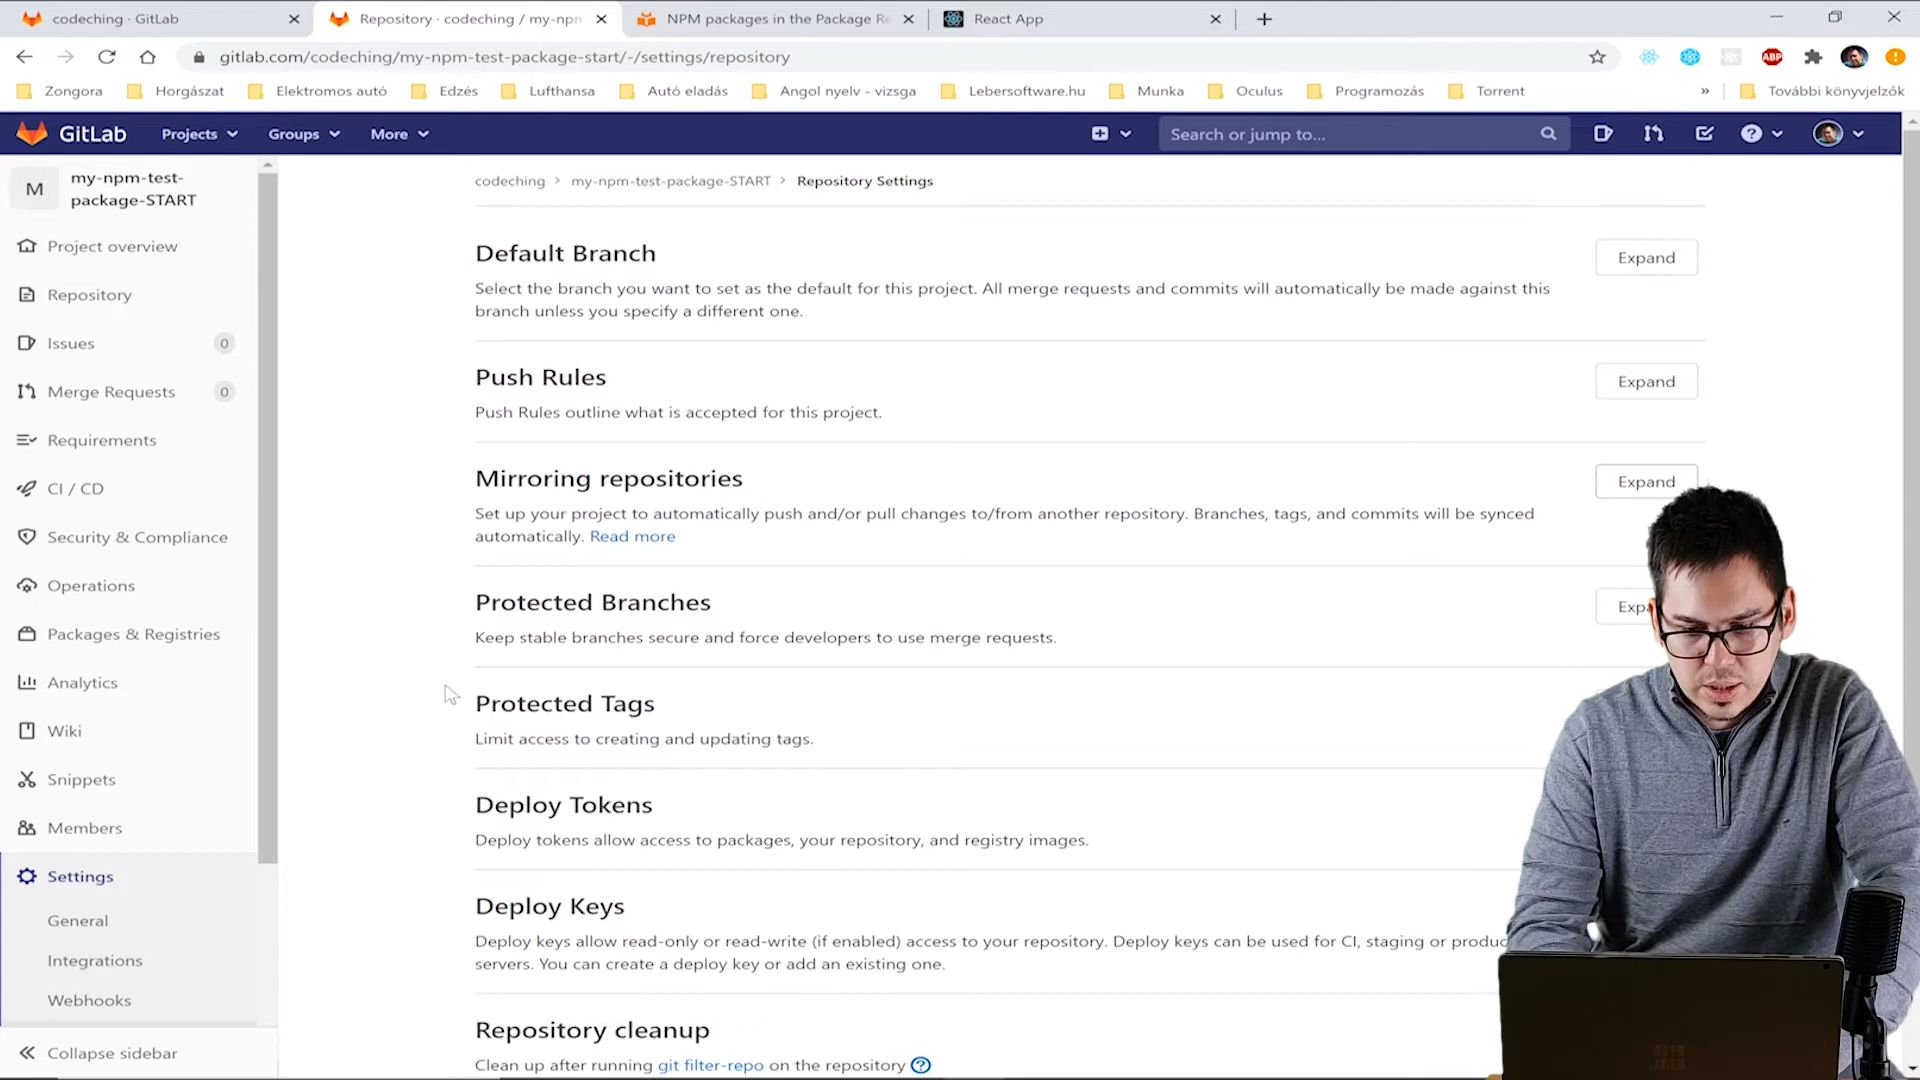 codeching · GitLab
Repository · codeching / my-npm
NPM packages in the Package Re
React App
gitlab.com/codeching/my-npm-test-package-start/-/settings/repository
ABP
Zongora
Horgászat
Elektromos autó
Edzés
Lufthansa
Autó eladás
Angol nyelv - vizsga
Lebersoftware.hu
Munka
Oculus
Programozás
Torrent
»
További könyvjelzők
GitLab
Projects
Groups
More
Search or jump to...
M
my-npm-test-
package-START
Project overview
Repository
Issues 0
Merge Requests 0
Requirements
CI / CD
Security & Compliance
Operations
Packages & Registries
Analytics
Wiki
Snippets
Members
Settings
General
Integrations
Webhooks
Collapse sidebar
codeching > my-npm-test-package-START > Repository Settings
Default Branch
Expand
Select the branch you want to set as the default for this project. All merge requests and commits will automatically be made against this
branch unless you specify a different one.
Push Rules
Expand
Push Rules outline what is accepted for this project.
Mirroring repositories
Expand
Set up your project to automatically push and/or pull changes to/from another repository. Branches, tags, and commits will be synced
automatically. Read more
Protected Branches
Exp
Keep stable branches secure and force developers to use merge requests.
Protected Tags
Limit access to creating and updating tags.
Deploy Tokens
Deploy tokens allow access to packages, your repository, and registry images.
Deploy Keys
Deploy keys allow read-only or read-write (if enabled) access to your repository. Deploy keys can be used for CI, staging or produc
servers. You can create a deploy key or add an existing one.
Repository cleanup
Clean up after running git filter-repo on the repository